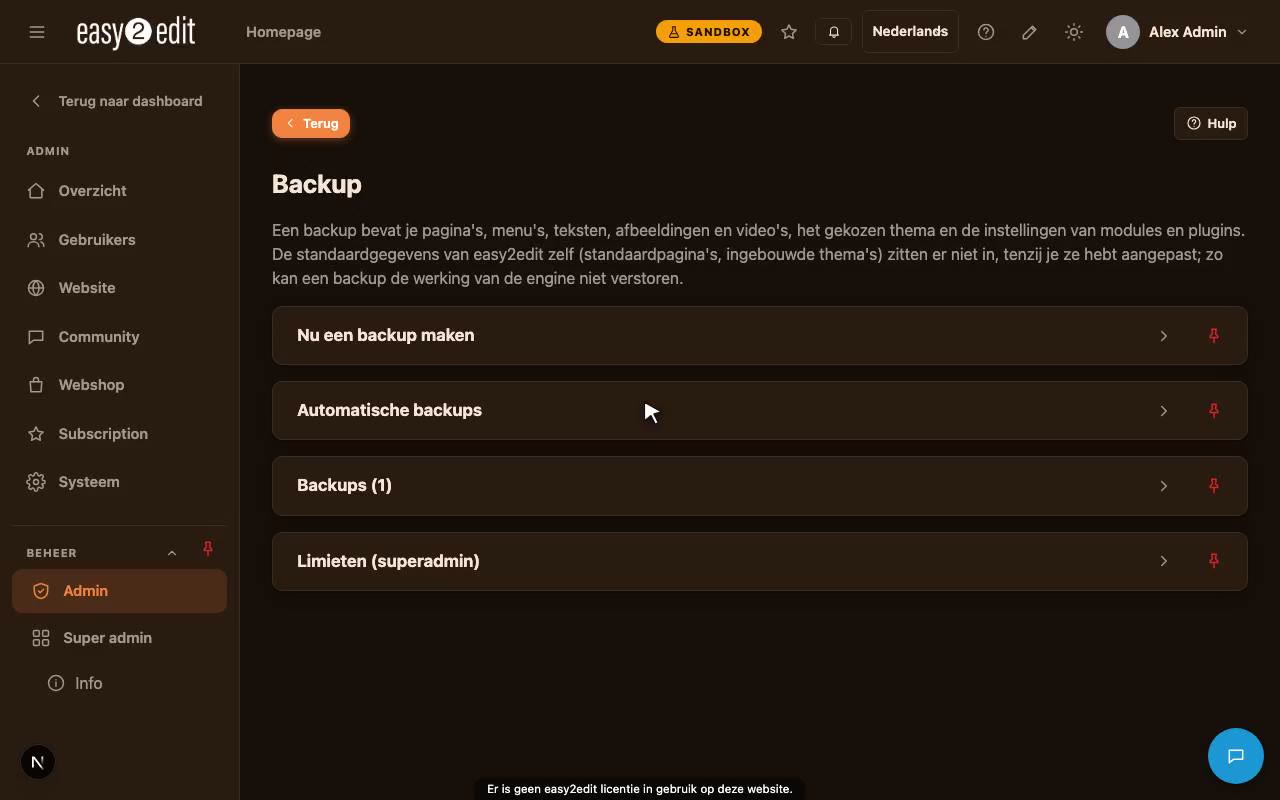 easy2edit
Homepage
SANDBOX
Nederlands
A
Alex Admin
Terug naar dashboard
ADMIN
Overzicht
Gebruikers
Website
Community
Webshop
Subscription
Systeem
BEHEER
Admin
Super admin
Info
N
Terug
Hulp
Backup
Een backup bevat je pagina's, menu's, teksten, afbeeldingen en video's, het gekozen thema en de instellingen van modules en plugins.
De standaardgegevens van easy2edit zelf (standaardpagina's, ingebouwde thema's) zitten er niet in, tenzij je ze hebt aangepast; zo
kan een backup de werking van de engine niet verstoren.
Nu een backup maken
Automatische backups
Backups (1)
Limieten (superadmin)
Er is geen easy2edit licentie in gebruik op deze website.